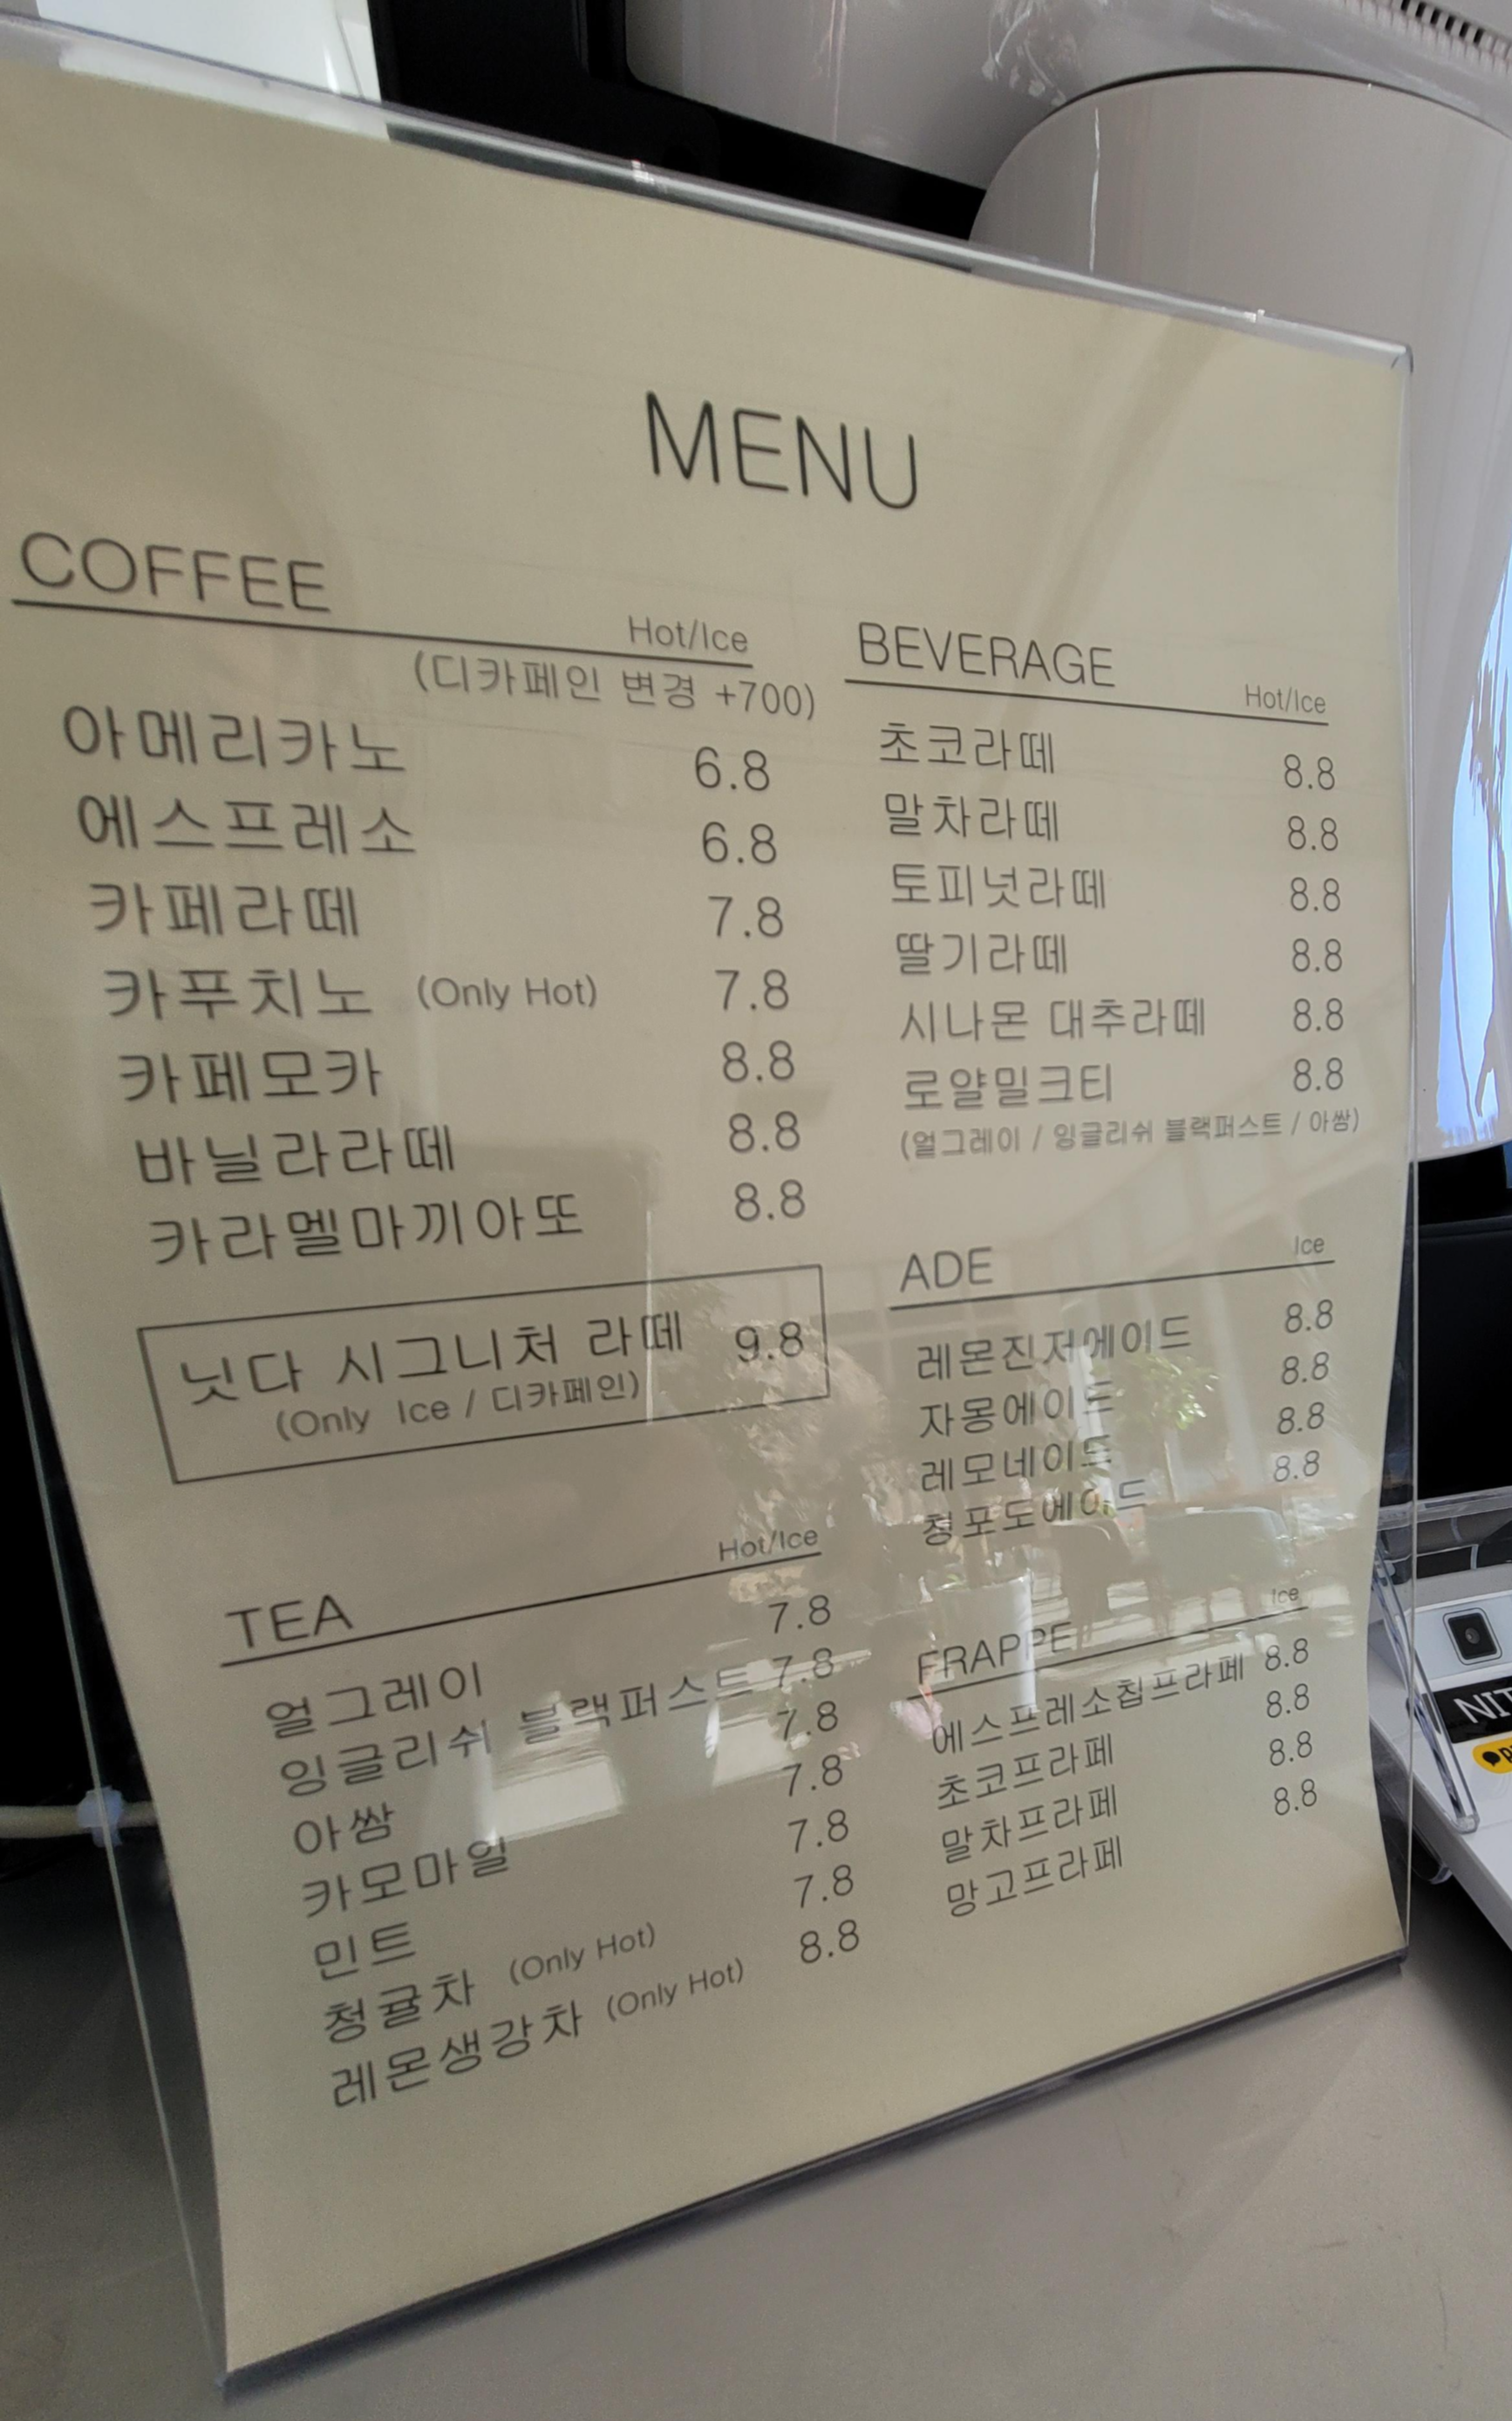 MENU
COFFEE
Hot/Ice
(디카페인 변경 +700)
아메리카노 6.8
에스프레소 6.8
카페라떼 7.8
카푸치노 (Only Hot) 7.8
카페모카 8.8
바닐라라떼 8.8
카라멜마끼아또 8.8
닛다 시그니처 라떼 9.8
(Only Ice / 디카페인)
TEA Hot/Ice
얼그레이 7.8
잉글리쉬 블랙퍼스트 7.8
아쌈 7.8
카모마일 7.8
민트 7.8
청귤차 (Only Hot) 7.8
레몬생강차 (Only Hot) 8.8
BEVERAGE Hot/Ice
초코라떼 8.8
말차라떼 8.8
토피넛라떼 8.8
딸기라떼 8.8
시나몬 대추라떼 8.8
로얄밀크티 8.8
(얼그레이 / 잉글리쉬 블랙퍼스트 / 아쌈)
ADE Ice
레몬진저에이드 8.8
자몽에이드 8.8
레모네이드 8.8
청포도에이드 8.8
FRAPPE Ice
에스프레소칩프라페 8.8
초코프라페 8.8
말차프라페 8.8
망고프라페 8.8